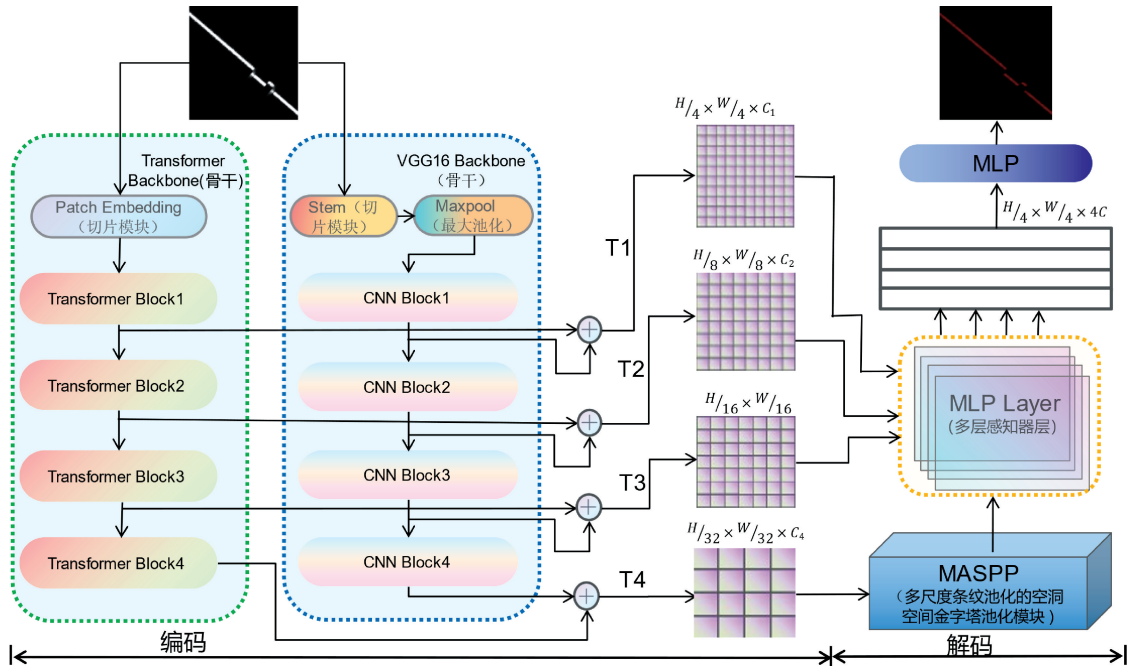 Transformer
Backbone(骨干)
Patch Embedding
（切片模块）
Transformer Block1
Transformer Block2
Transformer Block3
Transformer Block4
VGG16 Backbone
（骨干）
Stem（切
片模块）
Maxpool
（最大池化）
CNN Block1
CNN Block2
CNN Block3
CNN Block4
T1
T2
T3
T4
H/4 × W/4 × C₁
H/8 × W/8 × C₂
H/16 × W/16
H/32 × W/32 × C₄
MLP
H/4 × W/4 × 4C
MLP Layer
(多层感知器层)
MASPP
（多尺度条纹池化的空洞
空间金字塔池化模块）
编码
解码